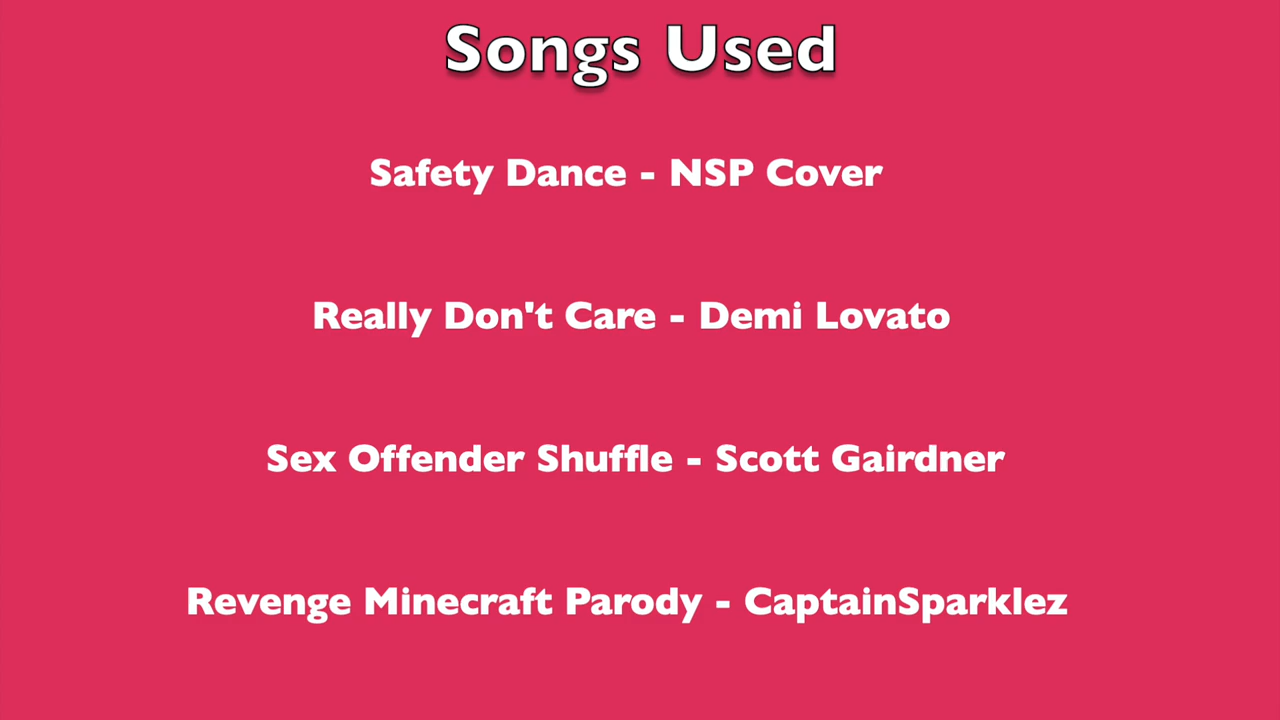 Songs Used
Safety Dance - NSP Cover
Really Don't Care - Demi Lovato
Sex Offender Shuffle - Scott Gairdner
Revenge Minecraft Parody - CaptainSparklez